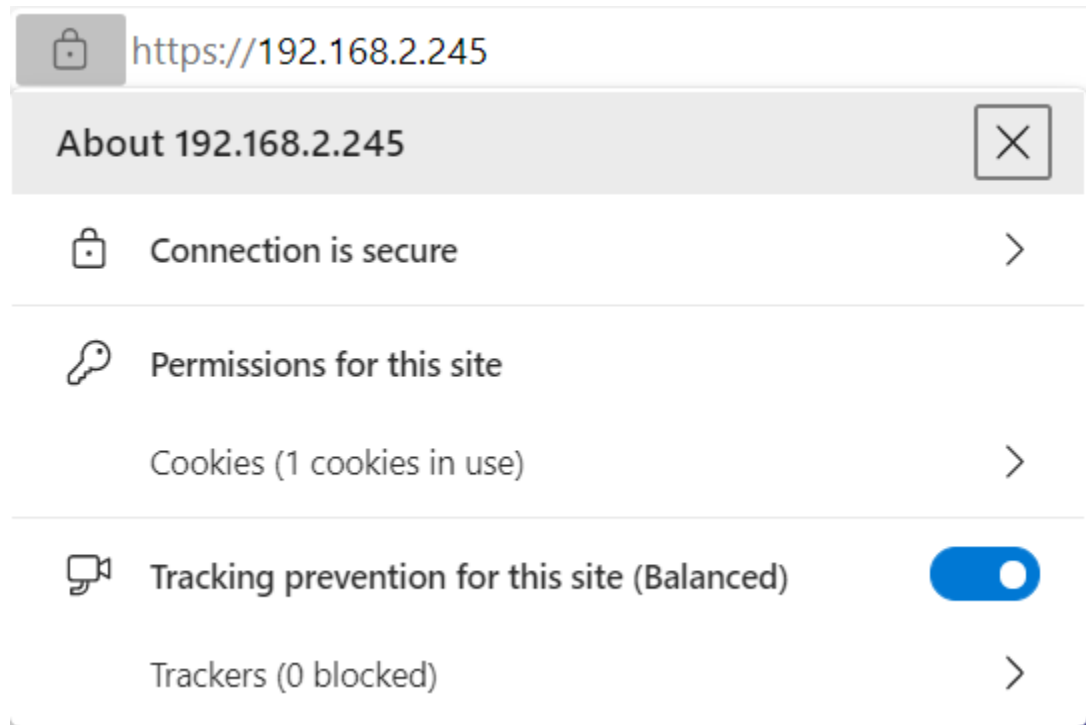 https://192.168.2.245
About 192.168.2.245
Connection is secure
Permissions for this site
Cookies (1 cookies in use)
Tracking prevention for this site (Balanced)
Trackers (0 blocked)